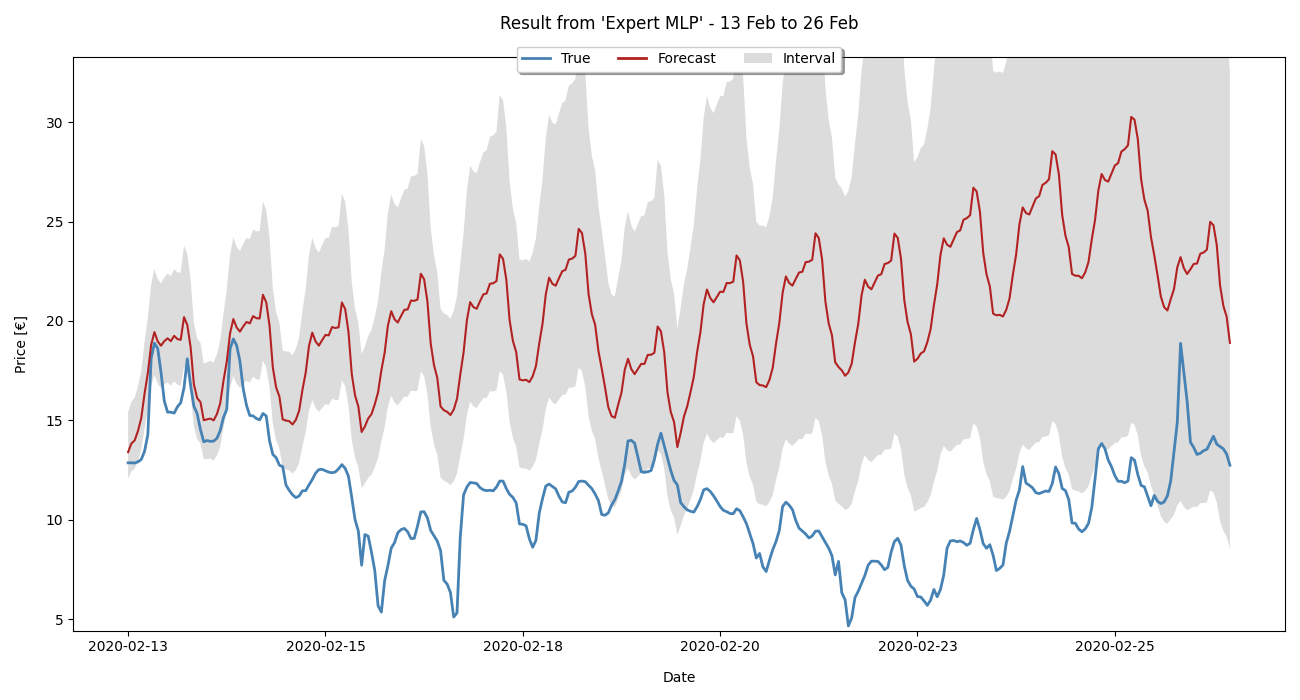 Result from 'Expert MLP' - 13 Feb to 26 Feb
True Forecast Interval
30
25
20
15
10
5
Price [€]
2020-02-13 2020-02-15 2020-02-18 2020-02-20 2020-02-23 2020-02-25
Date